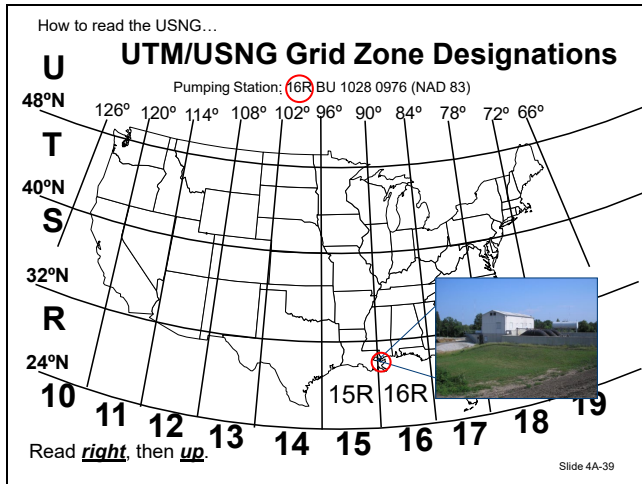 How to read the USNG…
UTM/USNG Grid Zone Designations
Pumping Station: 16R BU 1028 0976 (NAD 83)
U
48ºN
126º 120º 114º 108º 102º 96º 90º 84º 78º 72º 66º
T
40ºN
S
32ºN
R
24ºN
15R 16R
10 11 12 13 14 15 16 17 18 19
Read right, then up.
Slide 4A-39